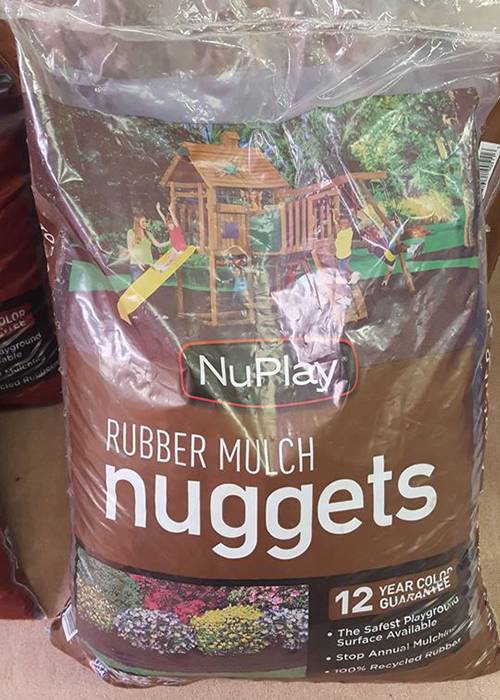 NuPlay
RUBBER MULCH
nuggets
12 YEAR COLOR
GUARANTEE
• The Safest Playground
Surface Available
• Stop Annual Mulching
• 100% Recycled Rubber
COLOR